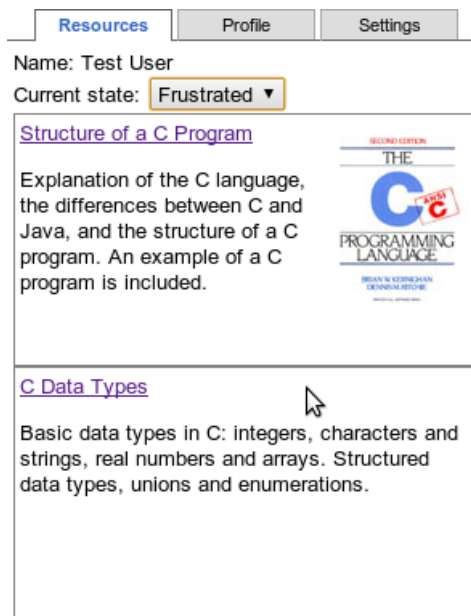 Resources Profile Settings
Name: Test User
Current state: Frustrated
Structure of a C Program
Explanation of the C language,
the differences between C and
Java, and the structure of a C
program. An example of a C
program is included.
SECOND EDITION
THE
C
ANSI
C
PROGRAMMING
LANGUAGE
BRIAN W. KERNIGHAN
DENNIS M. RITCHIE
C Data Types
Basic data types in C: integers, characters and
strings, real numbers and arrays. Structured
data types, unions and enumerations.